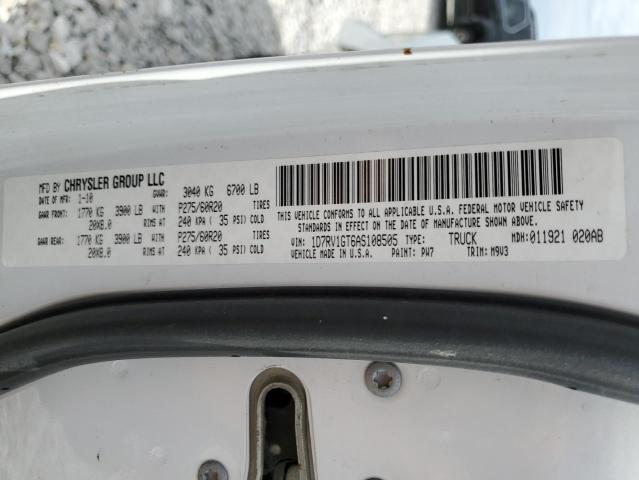 MFD BY CHRYSLER GROUP LLC
DATE OF MFR: 1-10 GVWR: 3040 KG 6700 LB
GAWR FRONT: 1770 KG 3900 LB WITH P275/60R20 TIRES
20X8.0 RIMS AT 240 KPA ( 35 PSI) COLD
GAWR REAR: 1770 KG 3900 LB WITH P275/60R20 TIRES
20X8.0 RIMS AT 240 KPA ( 35 PSI) COLD
THIS VEHICLE CONFORMS TO ALL APPLICABLE U.S.A. FEDERAL MOTOR VEHICLE SAFETY
STANDARDS IN EFFECT ON THE DATE OF MANUFACTURE SHOWN ABOVE.
VIN: 1D7RV1GT6AS108505 TYPE: TRUCK MDH: 011921 020AB
VEHICLE MADE IN U.S.A. PAINT: PW7 TRIM: M9V3